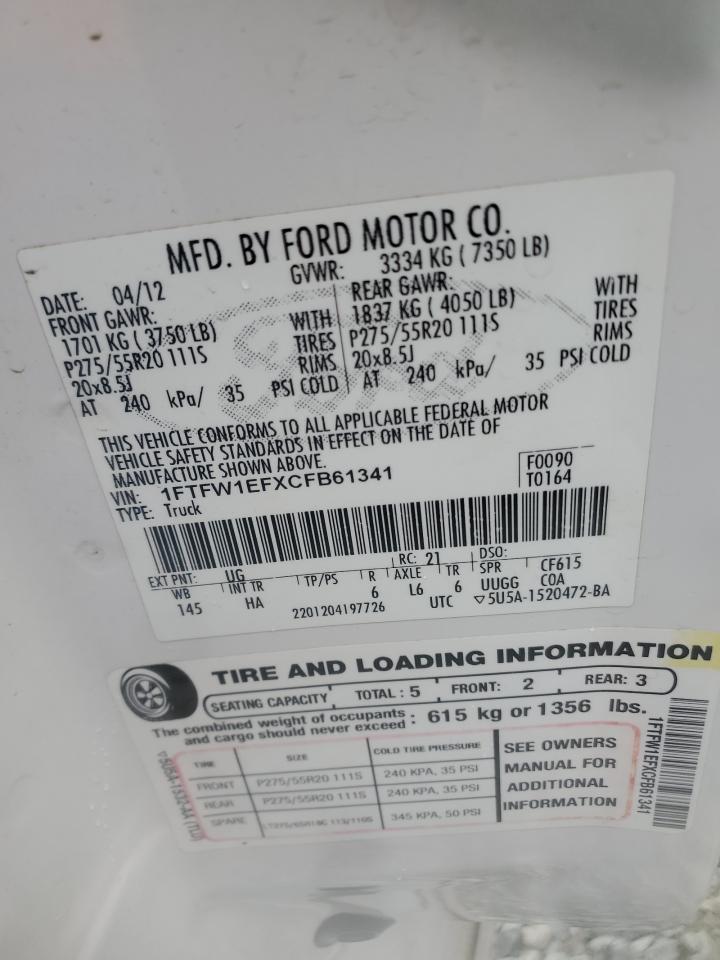 MFD. BY FORD MOTOR CO.
DATE: 04/12
GVWR: 3334 KG ( 7350 LB)
FRONT GAWR:
1701 KG ( 3750 LB)
P275/55R20 111S
20x8.5J
AT 240 kPa/ 35 PSI COLD
WITH
TIRES
RIMS
REAR GAWR:
1837 KG ( 4050 LB)
P275/55R20 111S
20x8.5J
AT 240 kPa/ 35 PSI COLD
WITH
TIRES
RIMS
THIS VEHICLE CONFORMS TO ALL APPLICABLE FEDERAL MOTOR
VEHICLE SAFETY STANDARDS IN EFFECT ON THE DATE OF
MANUFACTURE SHOWN ABOVE.
VIN: 1FTFW1EFXCFB61341
TYPE: Truck
F0090
T0164
EXT PNT: UG RC: 21 DSO:
WB INT TR TP/PS R AXLE TR SPR CF615
145 HA 6 L6 6 UUGG COA
2201204197726 UTC ▽5U5A-1520472-BA
TIRE AND LOADING INFORMATION
SEATING CAPACITY TOTAL : 5 FRONT: 2 REAR: 3
The combined weight of occupants
and cargo should never exceed : 615 kg or 1356 lbs.
TIRE SIZE COLD TIRE PRESSURE
FRONT P275/55R20 111S 240 KPA, 35 PSI
REAR P275/55R20 111S 240 KPA, 35 PSI
SPARE 345 KPA, 50 PSI
SEE OWNERS
MANUAL FOR
ADDITIONAL
INFORMATION
1FTFW1EFXCFB61341